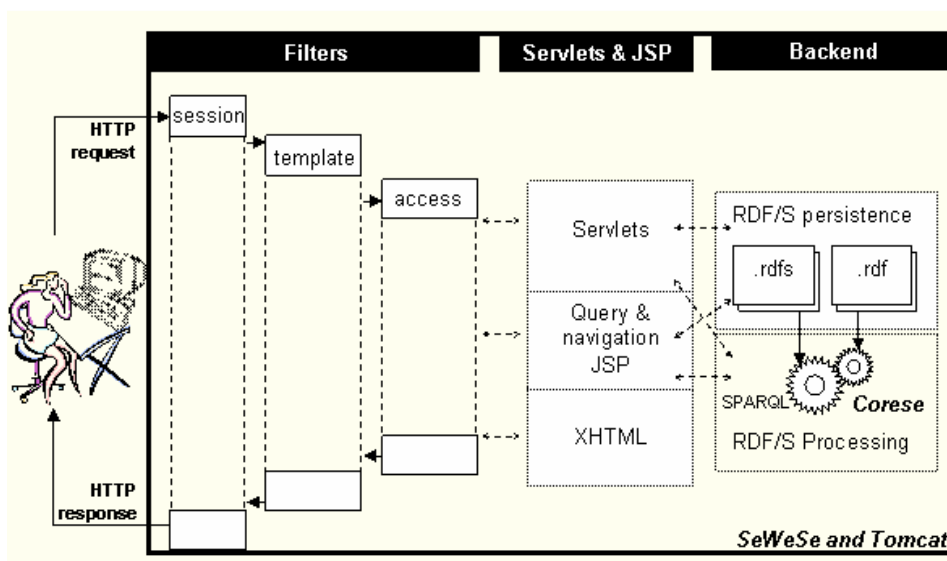 Filters
Servlets & JSP
Backend
HTTP
request
session
template
access
Servlets
RDF/S persistence
.rdfs
.rdf
Query &
navigation
JSP
SPARQL
Corese
XHTML
RDF/S Processing
HTTP
response
SeWeSe and Tomcat